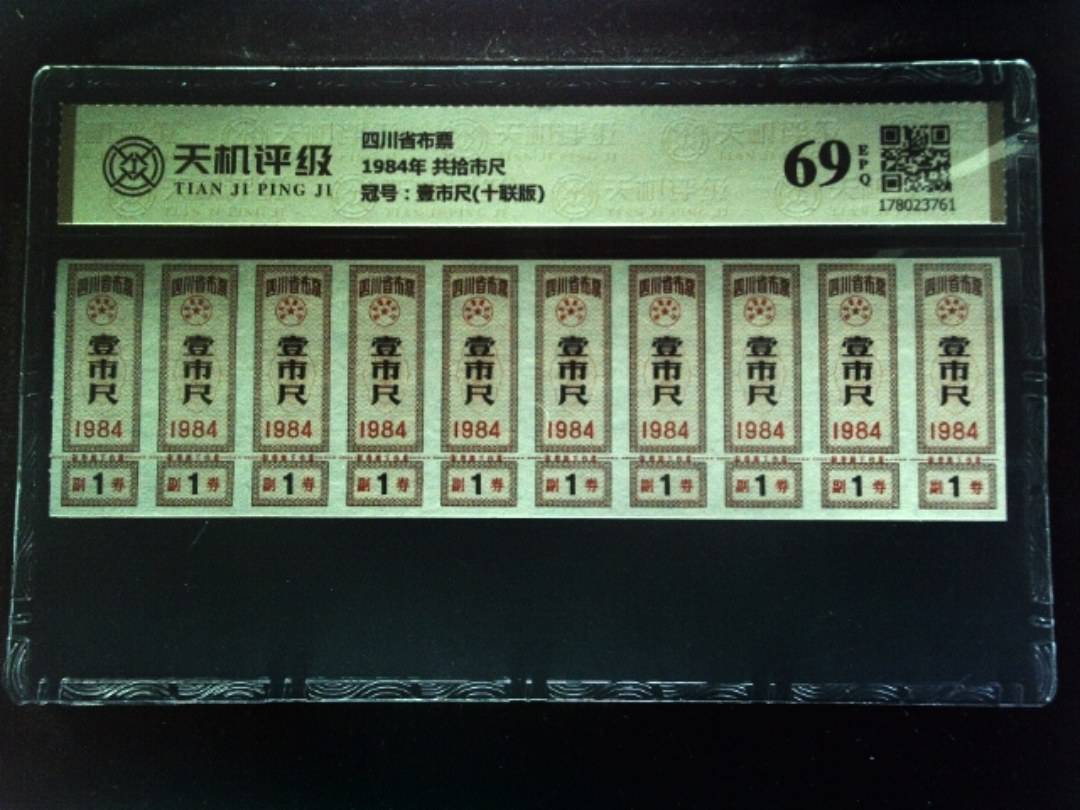 天机评级
TIAN JI PING JI
四川省布票
1984年 共拾市尺
冠号：壹市尺(十联版)
69
EPQ
178023761
四川省布票 四川省布票 四川省布票 四川省布票 四川省布票 四川省布票 四川省布票 四川省布票 四川省布票 四川省布票
壹市尺 壹市尺 壹市尺 壹市尺 壹市尺 壹市尺 壹市尺 壹市尺 壹市尺 壹市尺
1984 1984 1984 1984 1984 1984 1984 1984 1984 1984
副1券 副1券 副1券 副1券 副1券 副1券 副1券 副1券 副1券 副1券